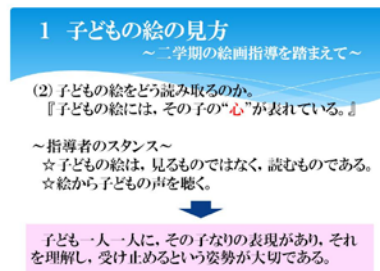 1 子どもの絵の見方
～二学期の絵画指導を踏まえて～
(2)子どもの絵をどう読み取るのか。
『子どもの絵には，その子の“心”が表れている。』
～指導者のスタンス～
☆子どもの絵は，見るものではなく，読むものである。
☆絵から子どもの声を聴く。
子ども一人一人に，その子なりの表現があり，それ
を理解し，受け止めるという姿勢が大切である。